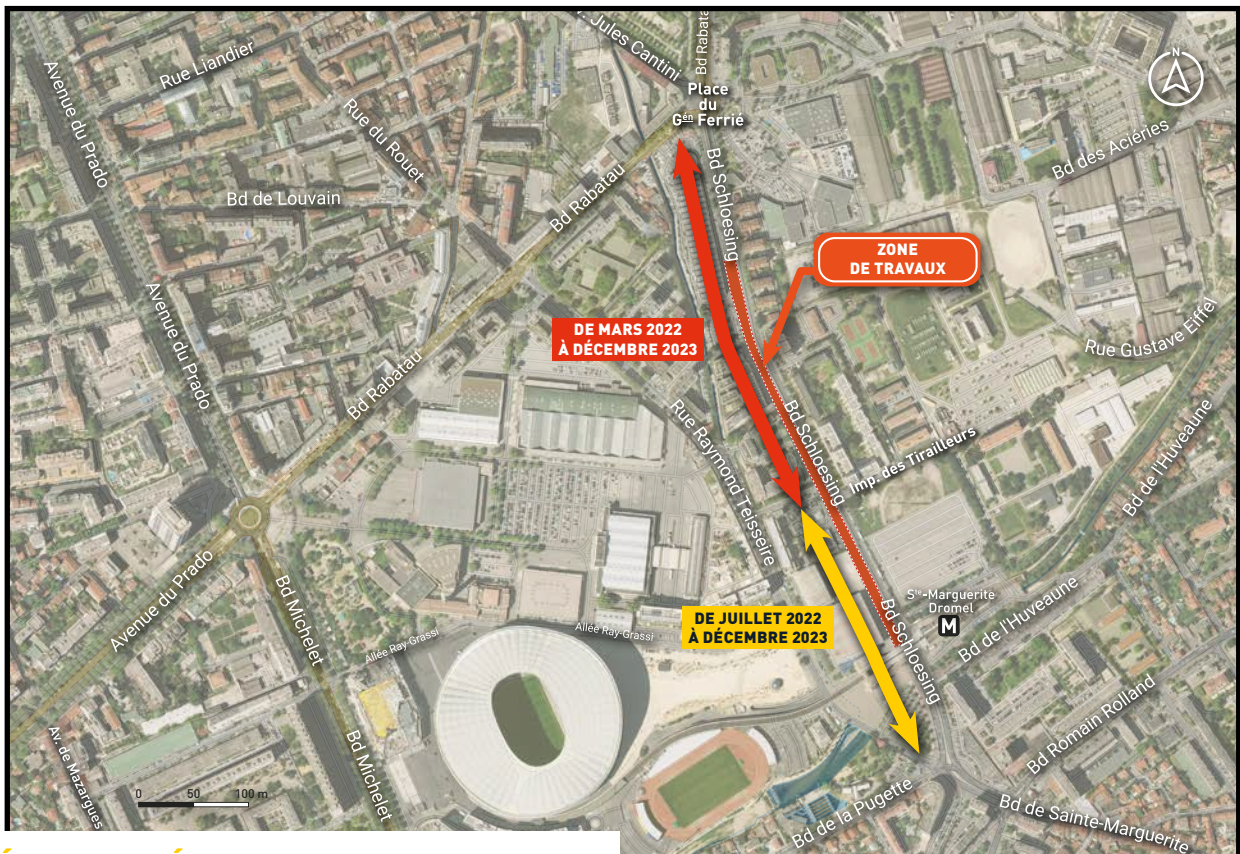 Av. Jules Cantini
Bd Rabatau
Place
du
Gén Ferrié
N
Rue Liandier
Avenue du Prado
Rue du Rouet
Bd des Aciéries
Bd de Louvain
Bd Rabatau
Bd Schloesing
ZONE
DE TRAVAUX
Avenue du Prado
DE MARS 2022
À DÉCEMBRE 2023
Rue Gustave Eiffel
Bd Rabatau
Rue Raymond Teisseire
Bd Schloesing
Imp. des Tirailleurs
Bd de l'Huveaune
Avenue du Prado
Bd Michelet
Allée Ray-Grassi
Allée Ray-Grassi
DE JUILLET 2022
À DÉCEMBRE 2023
Ste-Marguerite
Dromel
M
Bd Schloesing
Bd de l'Huveaune
Bd Romain Rolland
Av. de Mazargues
Bd Michelet
0 50 100 m
Bd de la Pugette
Bd de Sainte-Marguerite